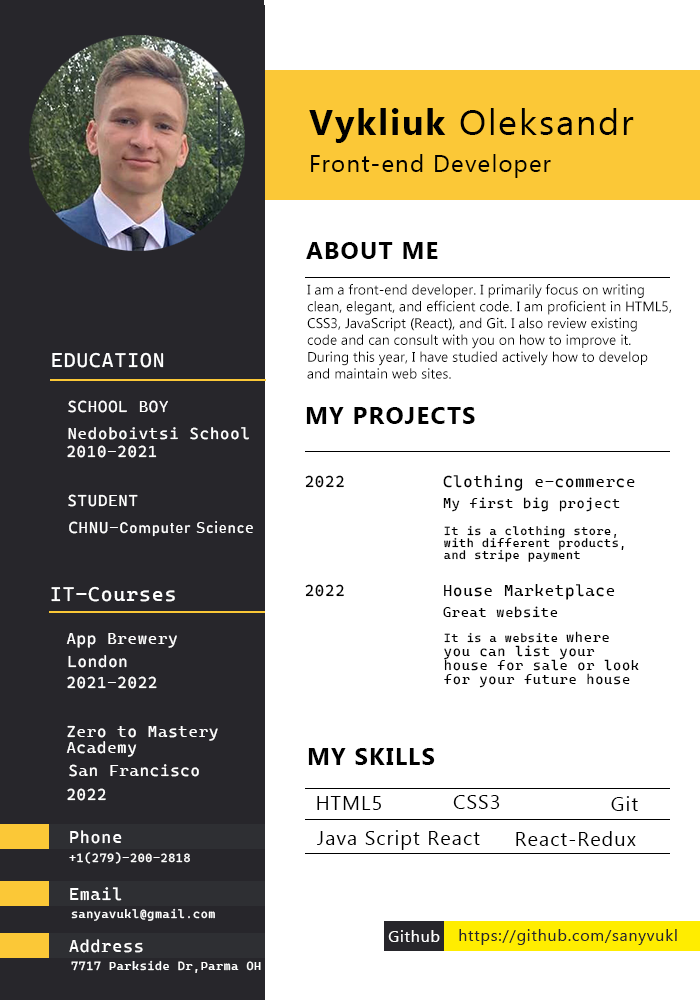 Vykliuk Oleksandr
Front-end Developer
EDUCATION
SCHOOL BOY
Nedoboivtsi School
2010-2021
STUDENT
CHNU-Computer Science
IT-Courses
App Brewery
London
2021-2022
Zero to Mastery
Academy
San Francisco
2022
Phone
+1(279)-200-2818
Email
sanyavukl@gmail.com
Address
7717 Parkside Dr,Parma OH
ABOUT ME
I am a front-end developer. I primarily focus on writing
clean, elegant, and efficient code. I am proficient in HTML5,
CSS3, JavaScript (React), and Git. I also review existing
code and can consult with you on how to improve it.
During this year, I have studied actively how to develop
and maintain web sites.
MY PROJECTS
2022 Clothing e-commerce
My first big project
It is a clothing store,
with different products,
and stripe payment
2022 House Marketplace
Great website
It is a website where
you can list your
house for sale or look
for your future house
MY SKILLS
HTML5 CSS3 Git
Java Script React React-Redux
Github https://github.com/sanyvukl